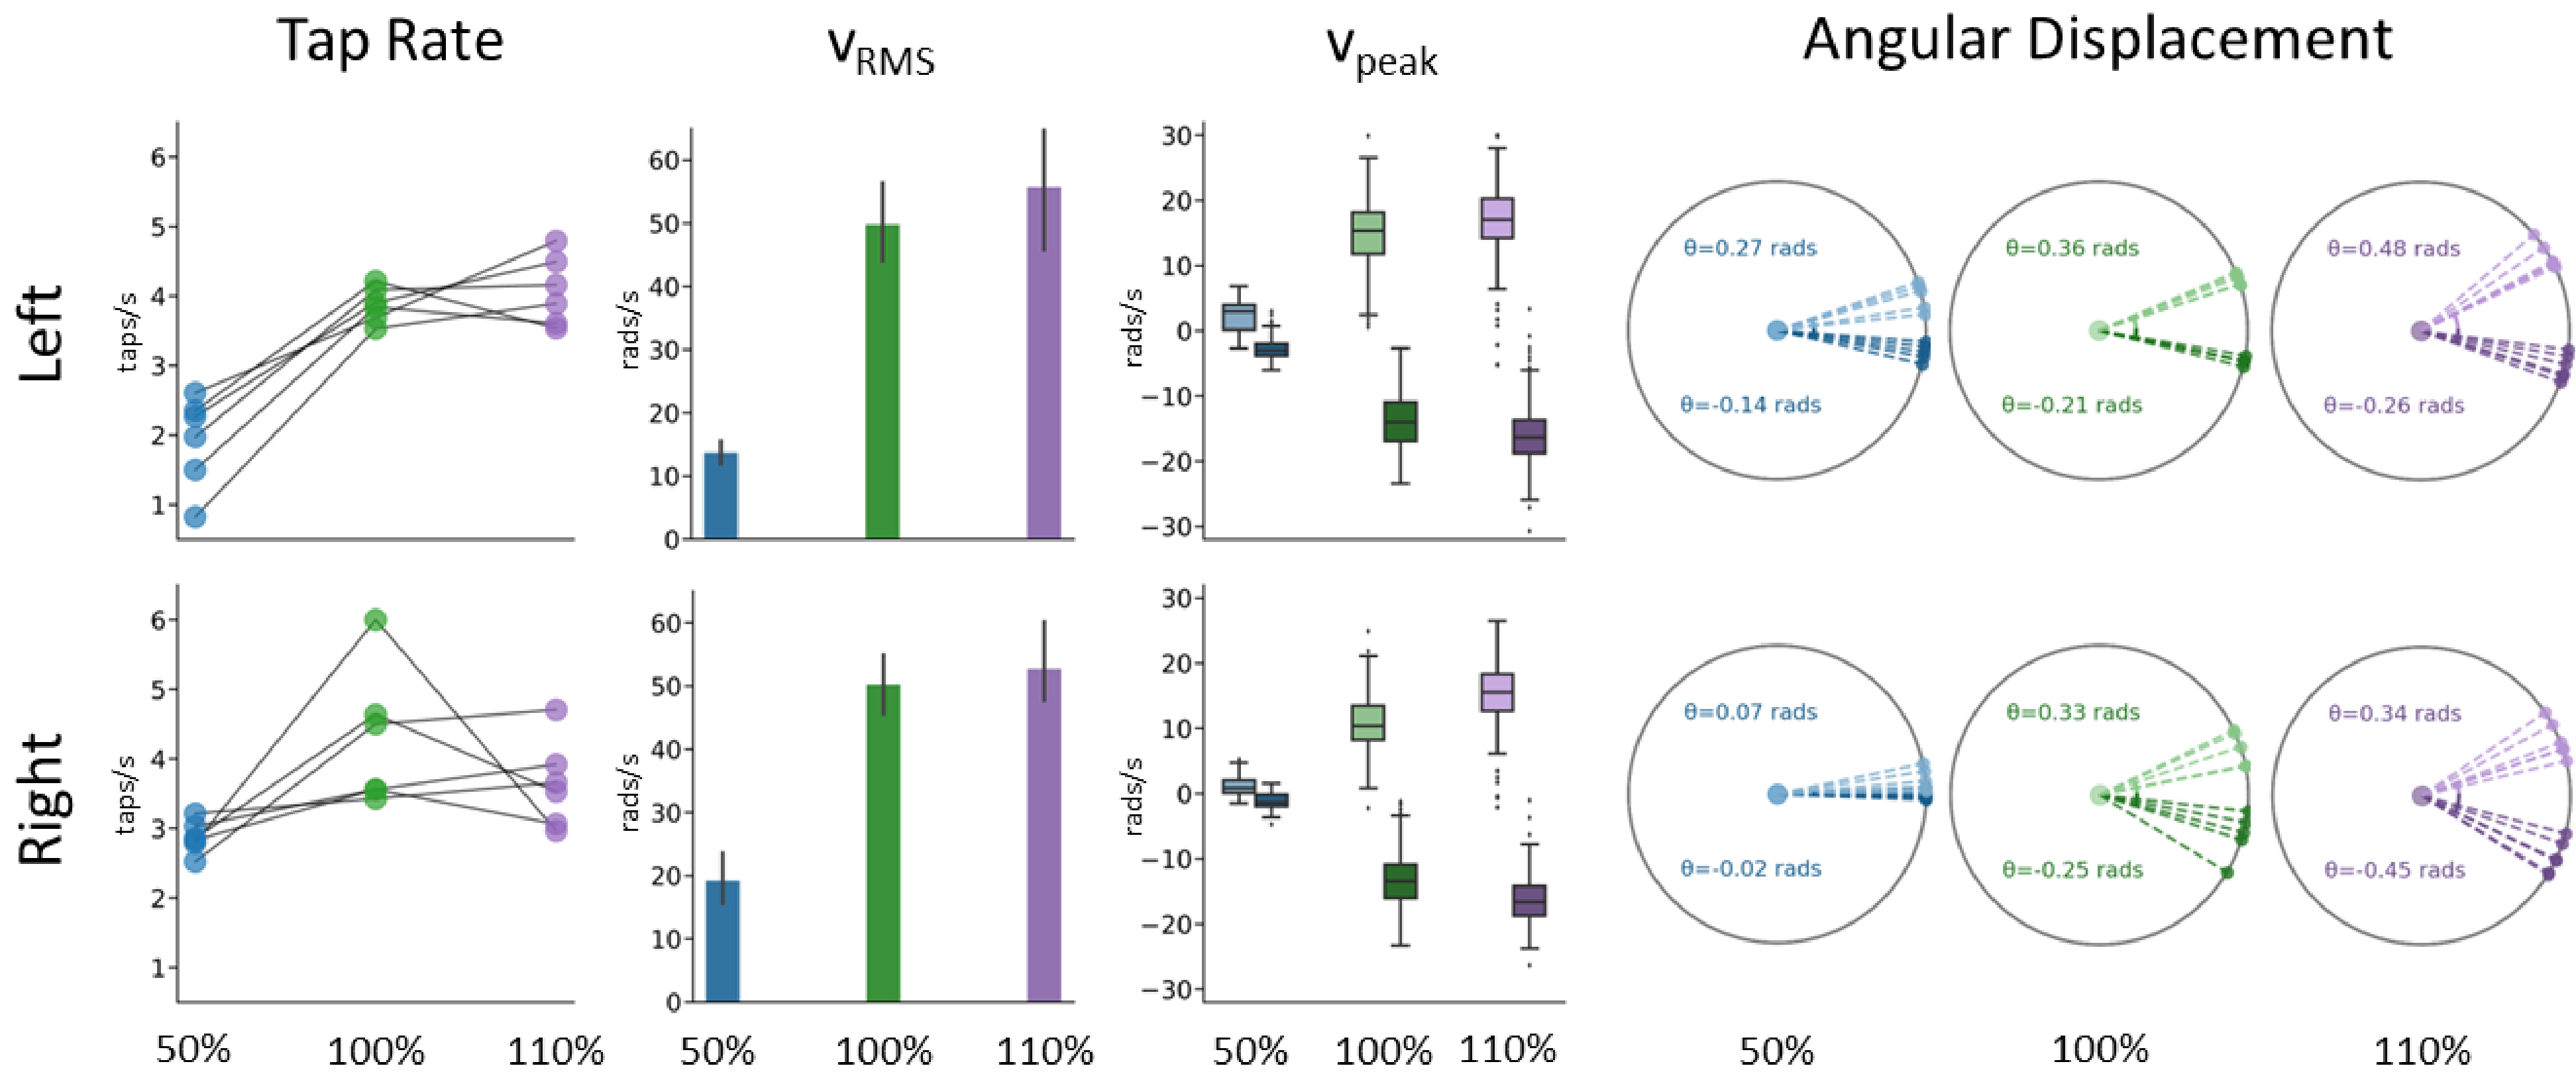 Tap Rate
vRMS
vpeak
Angular Displacement
Left
taps/s
6
5
4
3
2
1
rads/s
60
50
40
30
20
10
0
rads/s
30
20
10
0
−10
−20
−30
θ=0.27 rads
θ=-0.14 rads
θ=0.36 rads
θ=-0.21 rads
θ=0.48 rads
θ=-0.26 rads
Right
taps/s
6
5
4
3
2
1
rads/s
60
50
40
30
20
10
0
rads/s
30
20
10
0
−10
−20
−30
θ=0.07 rads
θ=-0.02 rads
θ=0.33 rads
θ=-0.25 rads
θ=0.34 rads
θ=-0.45 rads
50% 100% 110%
50% 100% 110%
50% 100% 110%
50% 100% 110%